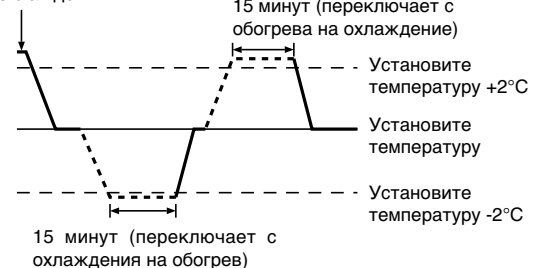 15 минут (переключает с
обогрева на охлаждение)
Установите
температуру +2°C
Установите
температуру
Установите
температуру -2°C
15 минут (переключает с
охлаждения на обогрев)